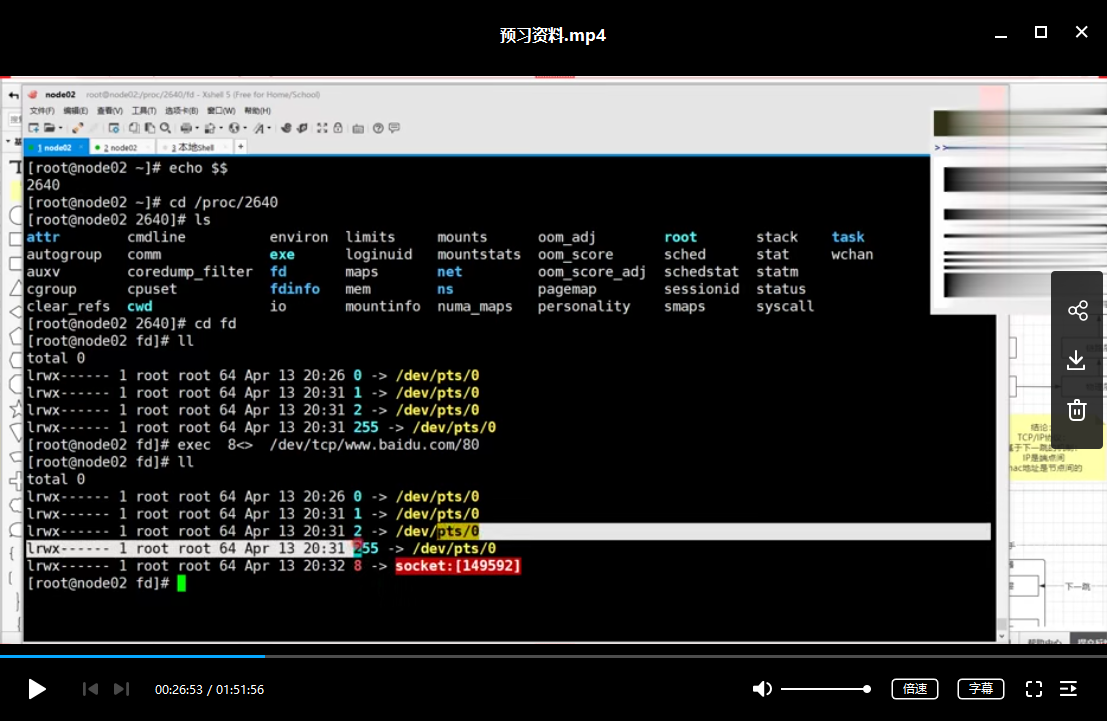 预习资料.mp4
node02 root@node02:/proc/2640/fd - Xshell 5 (Free for Home/School)
文件(F) 编辑(E) 查看(V) 工具(T) 选项卡(B) 窗口(W) 帮助(H)
1 node02 2 node02 3 本地Shell +
[root@node02 ~]# echo $$
2640
[root@node02 ~]# cd /proc/2640
[root@node02 2640]# ls
attr cmdline environ limits mounts oom_adj root stack task
autogroup comm exe loginuid mountstats oom_score sched stat wchan
auxv coredump_filter fd maps net oom_score_adj schedstat statm
cgroup cpuset fdinfo mem ns pagemap sessionid status
clear_refs cwd io mountinfo numa_maps personality smaps syscall
[root@node02 2640]# cd fd
[root@node02 fd]# ll
total 0
lrwx------ 1 root root 64 Apr 13 20:26 0 -> /dev/pts/0
lrwx------ 1 root root 64 Apr 13 20:31 1 -> /dev/pts/0
lrwx------ 1 root root 64 Apr 13 20:31 2 -> /dev/pts/0
lrwx------ 1 root root 64 Apr 13 20:31 255 -> /dev/pts/0
[root@node02 fd]# exec  8<>  /dev/tcp/www.baidu.com/80
[root@node02 fd]# ll
total 0
lrwx------ 1 root root 64 Apr 13 20:26 0 -> /dev/pts/0
lrwx------ 1 root root 64 Apr 13 20:31 1 -> /dev/pts/0
lrwx------ 1 root root 64 Apr 13 20:31 2 -> /dev/pts/0
lrwx------ 1 root root 64 Apr 13 20:31 255 -> /dev/pts/0
lrwx------ 1 root root 64 Apr 13 20:32 8 -> socket:[149592]
[root@node02 fd]#
结论:
TCP/IP协议
基于下一跳的机制
IP是端点间
mac地址是节点间的
下一跳
00:26:53 / 01:51:56
倍速
字幕